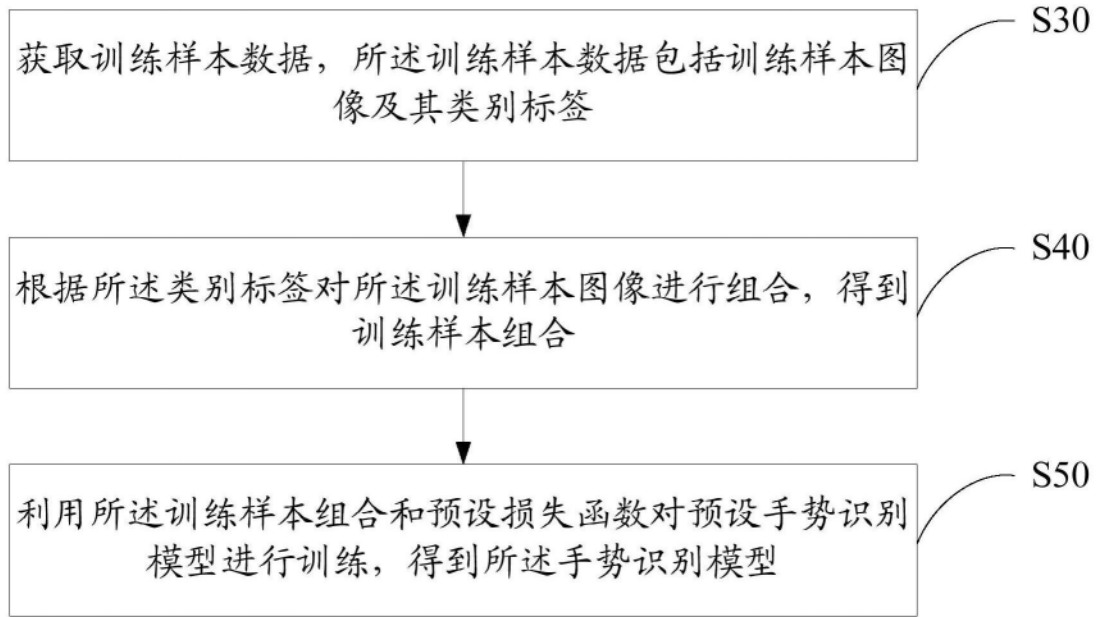 S30
获取训练样本数据，所述训练样本数据包括训练样本图
像及其类别标签
S40
根据所述类别标签对所述训练样本图像进行组合，得到
训练样本组合
S50
利用所述训练样本组合和预设损失函数对预设手势识别
模型进行训练，得到所述手势识别模型